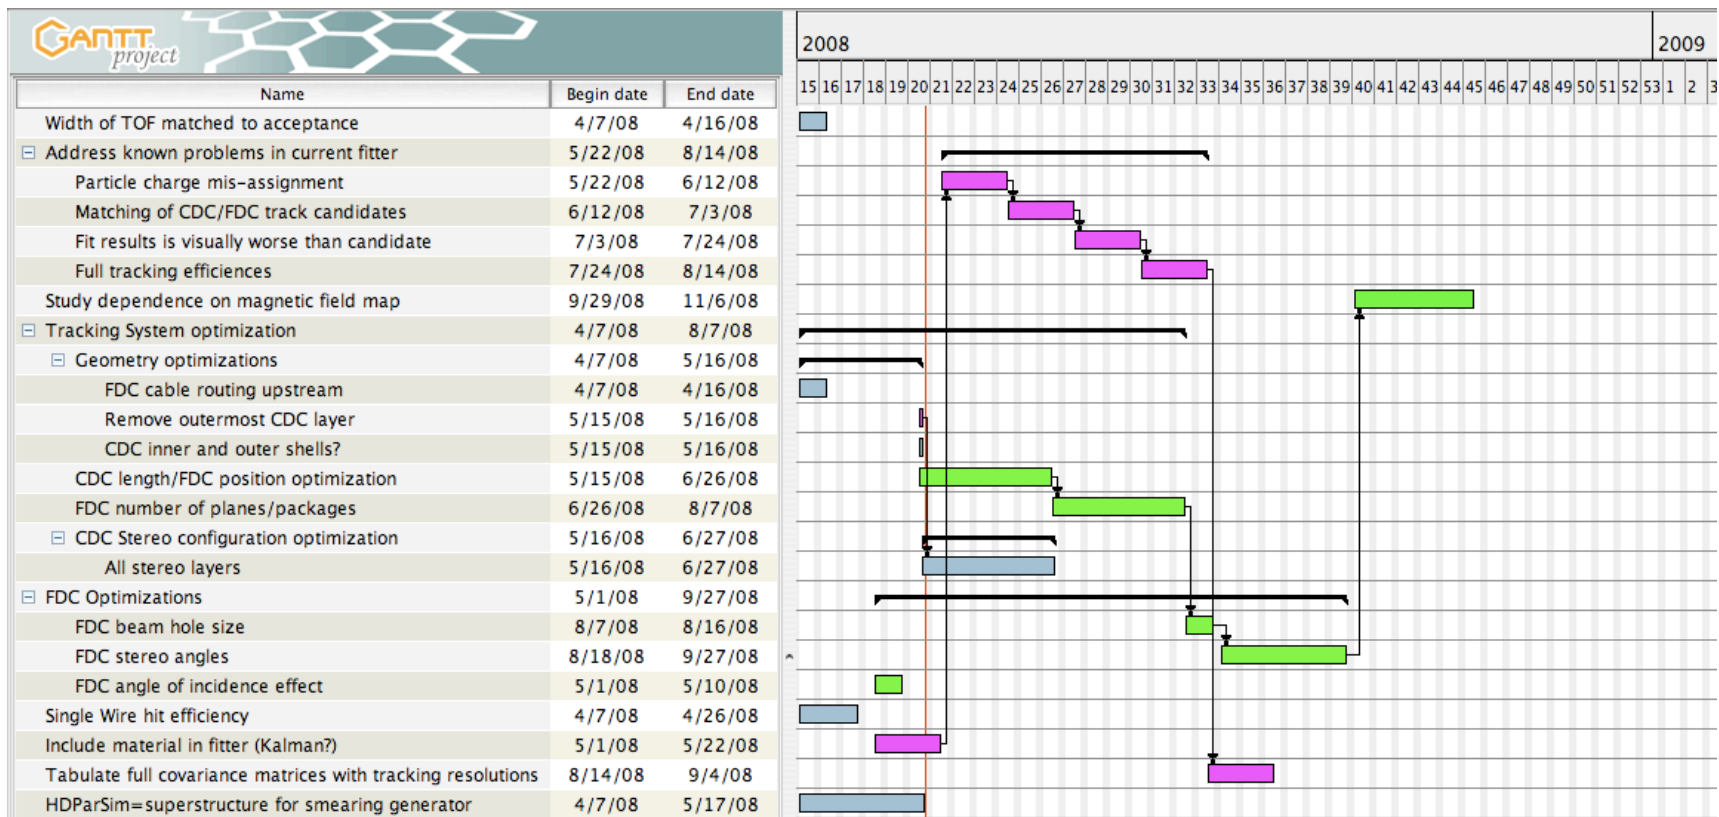 GANTT
project
2008 2009
Name Begin date End date 15 16 17 18 19 20 21 22 23 24 25 26 27 28 29 30 31 32 33 34 35 36 37 38 39 40 41 42 43 44 45 46 47 48 49 50 51 52 53 1 2 3
Width of TOF matched to acceptance 4/7/08 4/16/08
Address known problems in current fitter 5/22/08 8/14/08
Particle charge mis-assignment 5/22/08 6/12/08
Matching of CDC/FDC track candidates 6/12/08 7/3/08
Fit results is visually worse than candidate 7/3/08 7/24/08
Full tracking efficiences 7/24/08 8/14/08
Study dependence on magnetic field map 9/29/08 11/6/08
Tracking System optimization 4/7/08 8/7/08
Geometry optimizations 4/7/08 5/16/08
FDC cable routing upstream 4/7/08 4/16/08
Remove outermost CDC layer 5/15/08 5/16/08
CDC inner and outer shells? 5/15/08 5/16/08
CDC length/FDC position optimization 5/15/08 6/26/08
FDC number of planes/packages 6/26/08 8/7/08
CDC Stereo configuration optimization 5/16/08 6/27/08
All stereo layers 5/16/08 6/27/08
FDC Optimizations 5/1/08 9/27/08
FDC beam hole size 8/7/08 8/16/08
FDC stereo angles 8/18/08 9/27/08
FDC angle of incidence effect 5/1/08 5/10/08
Single Wire hit efficiency 4/7/08 4/26/08
Include material in fitter (Kalman?) 5/1/08 5/22/08
Tabulate full covariance matrices with tracking resolutions 8/14/08 9/4/08
HDParSim=superstructure for smearing generator 4/7/08 5/17/08